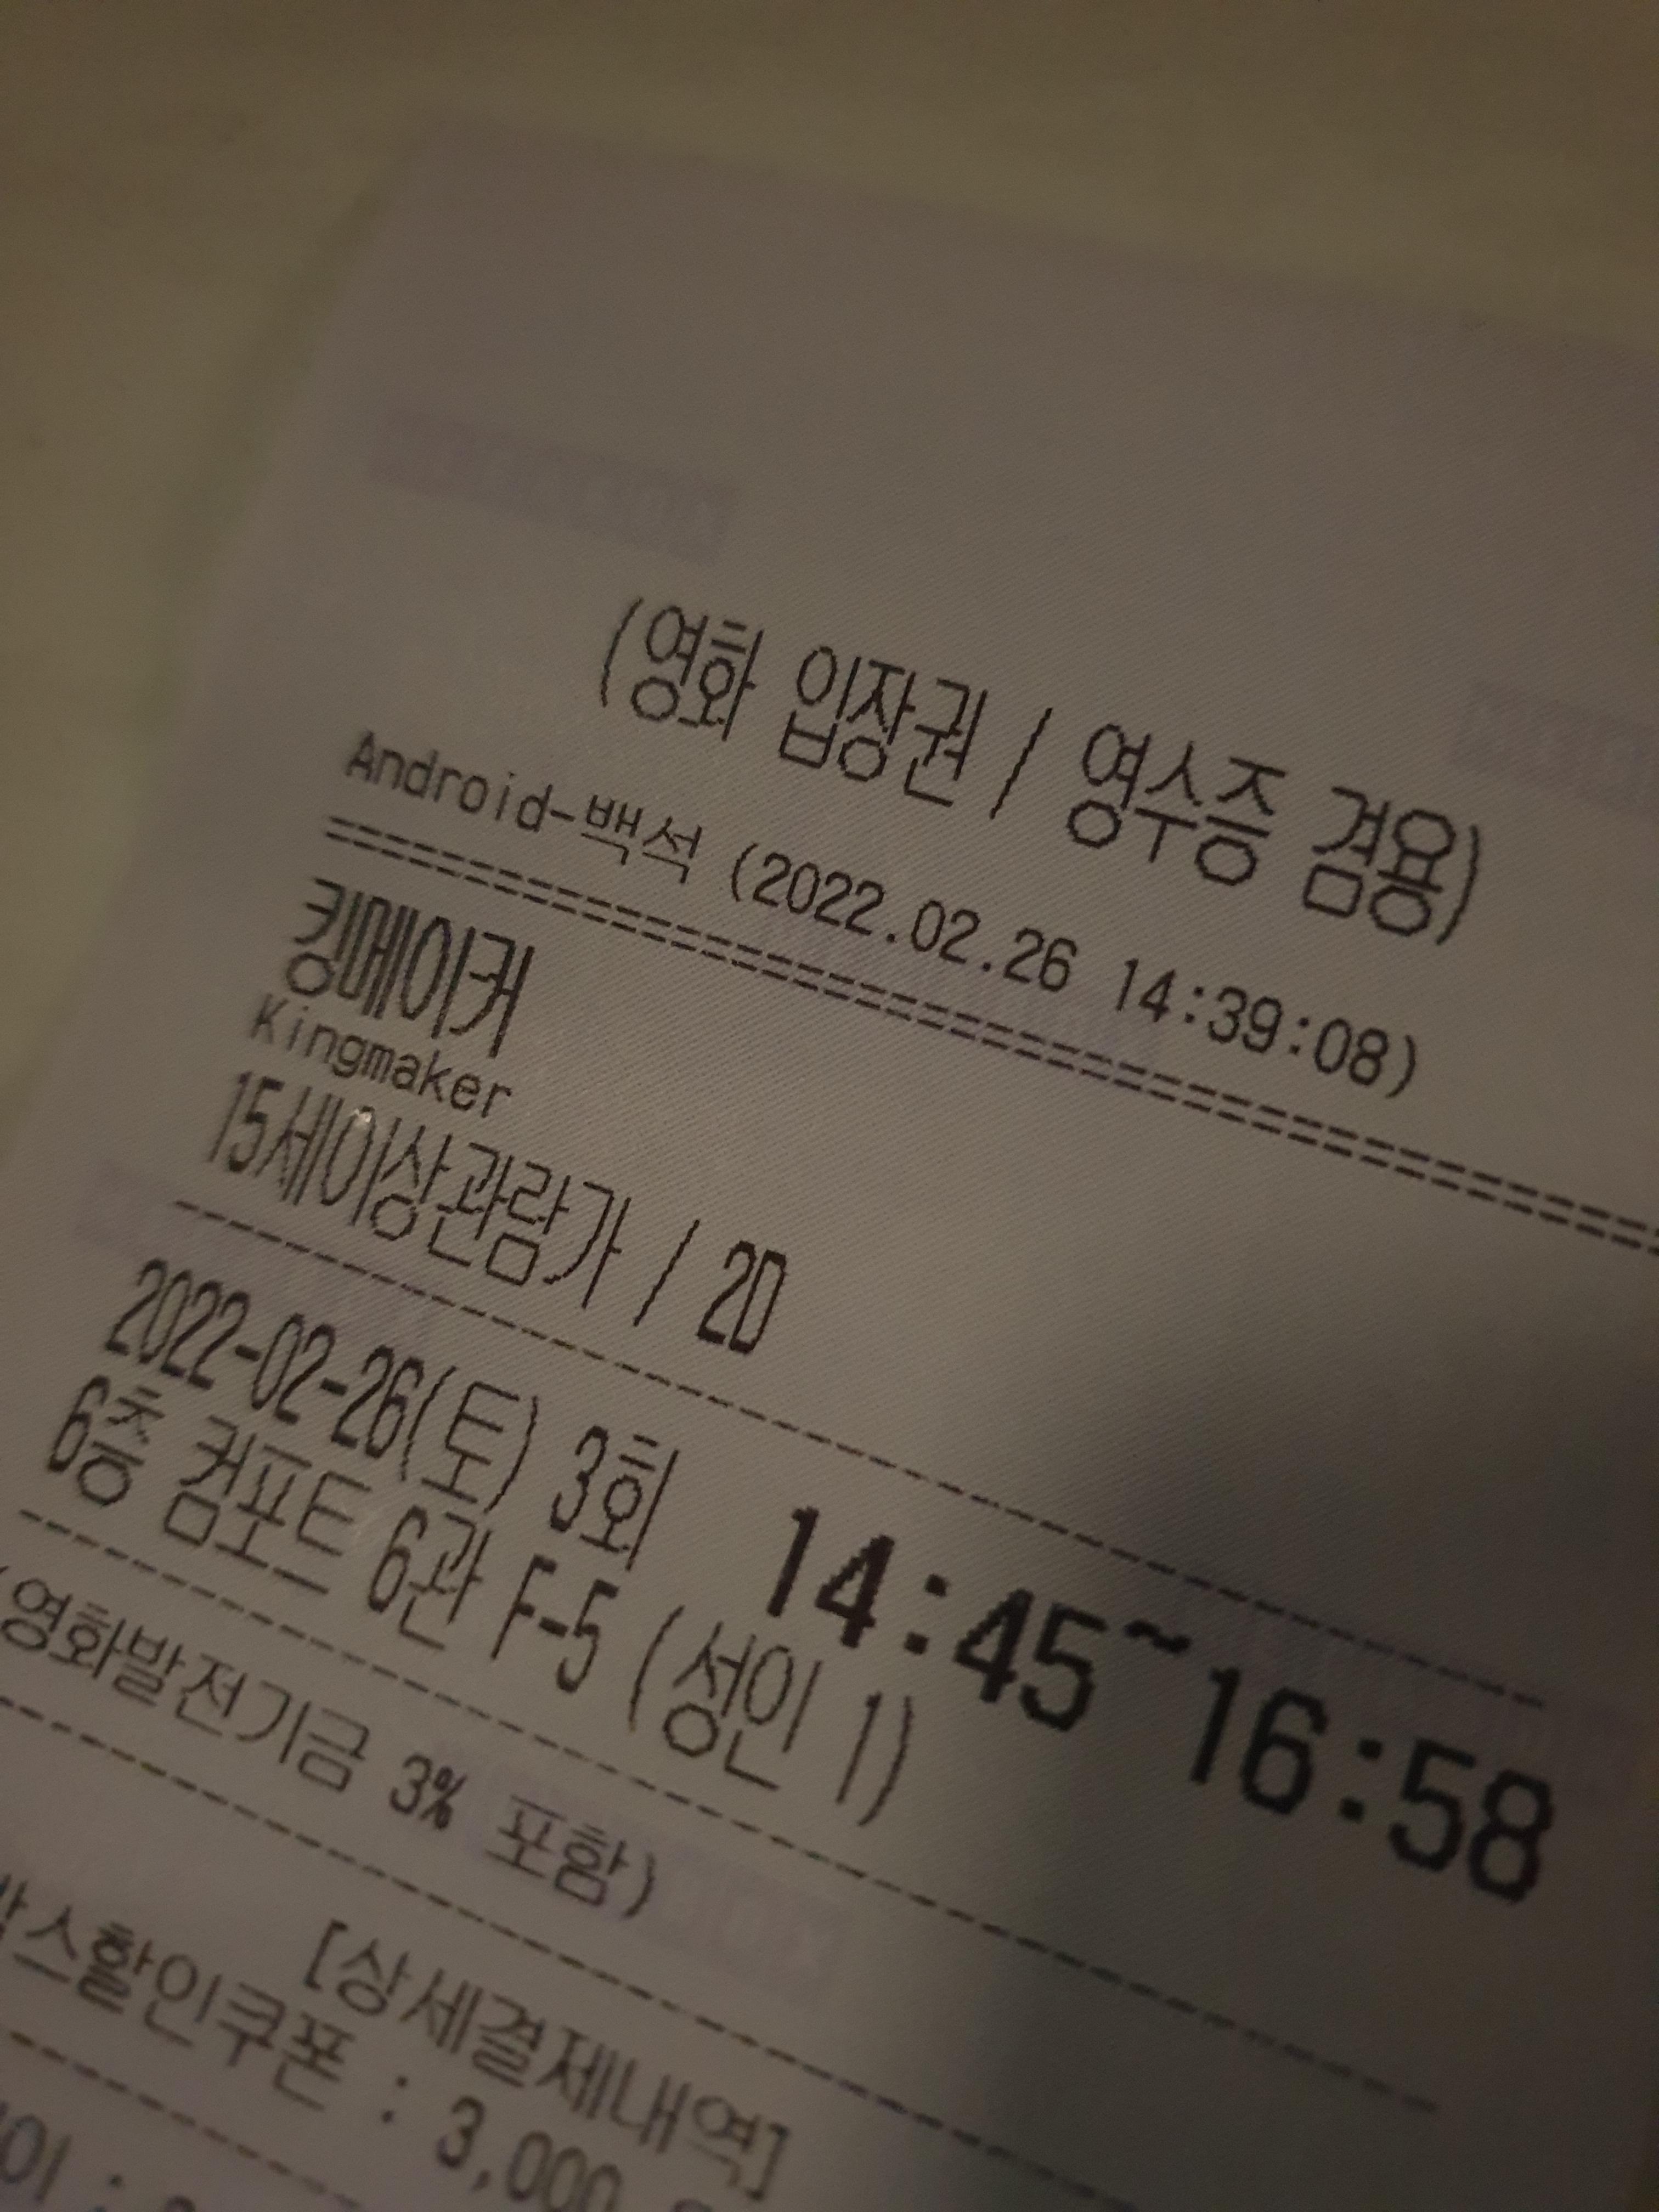 (영화 입장권 / 영수증 겸용)
Android-백석 (2022.02.26 14:39:08)
킹메이커
Kingmaker
15세이상관람가 / 2D
2022-02-26(토) 3회 14:45~16:58
6층 컴포트 6관 F-5 (성인 1)
(영화발전기금 3% 포함)
[상세결제내역]
박스할인쿠폰 : 3,000